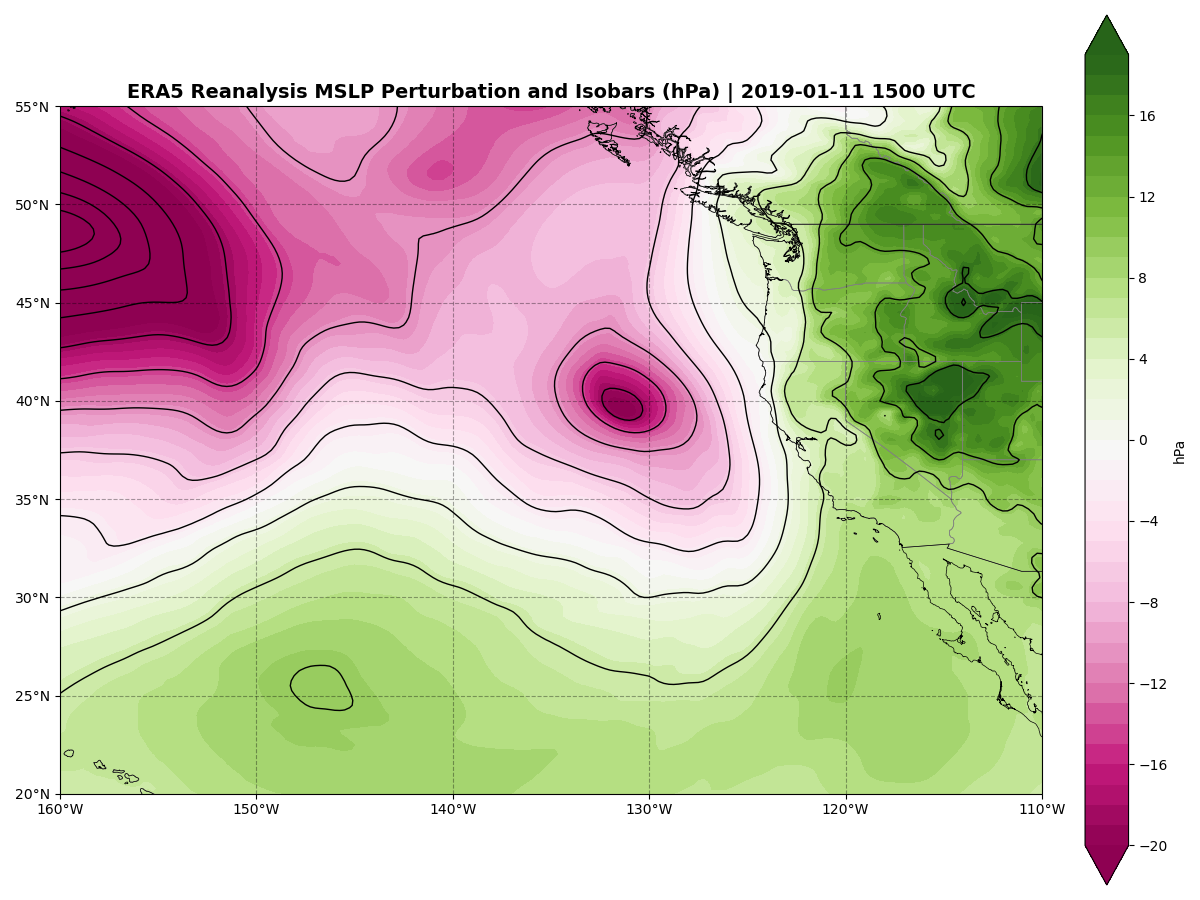 ERA5 Reanalysis MSLP Perturbation and Isobars (hPa) | 2019-01-11 1500 UTC
55°N
50°N
45°N
40°N
35°N
30°N
25°N
20°N
160°W 150°W 140°W 130°W 120°W 110°W
16
12
8
4
0
−4
−8
−12
−16
−20
hPa